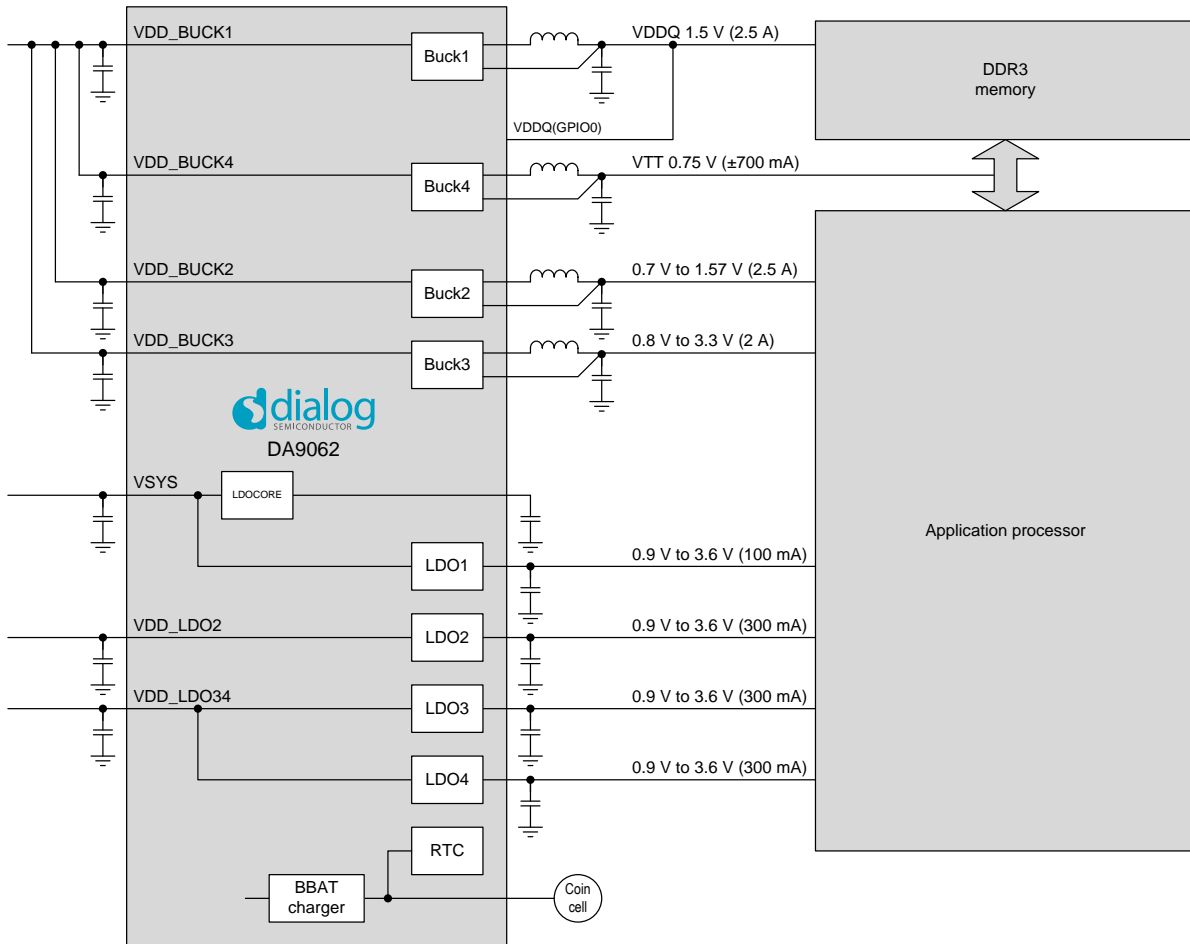 VDD_BUCK1
Buck1
VDDQ 1.5 V (2.5 A)
DDR3
memory
VDDQ(GPIO0)
VDD_BUCK4
Buck4
VTT 0.75 V (±700 mA)
VDD_BUCK2
Buck2
0.7 V to 1.57 V (2.5 A)
VDD_BUCK3
Buck3
0.8 V to 3.3 V (2 A)
dialog
SEMICONDUCTOR
DA9062
VSYS
LDOCORE
Application processor
LDO1
0.9 V to 3.6 V (100 mA)
VDD_LDO2
LDO2
0.9 V to 3.6 V (300 mA)
VDD_LDO34
LDO3
0.9 V to 3.6 V (300 mA)
LDO4
0.9 V to 3.6 V (300 mA)
RTC
BBAT
charger
Coin
cell